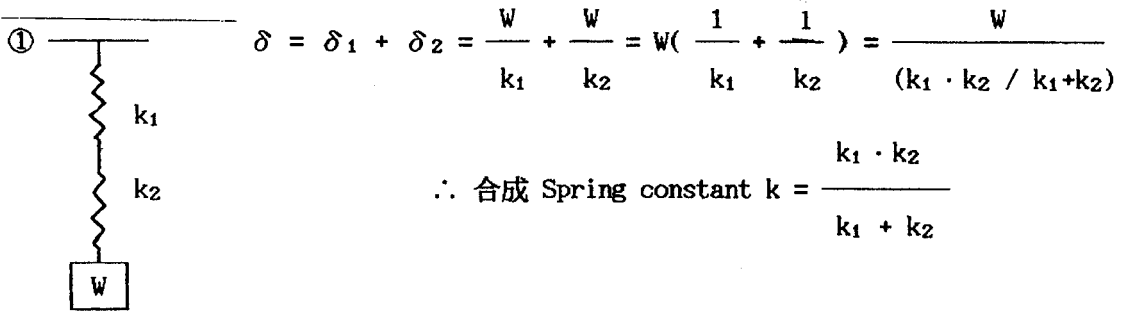 ① δ = δ1 + δ2 = W/k1 + W/k2 = W( 1/k1 + 1/k2 ) = W/(k1 · k2 / k1+k2)
k1
k2
∴ 合成 Spring constant k = k1 · k2 / k1 + k2
W